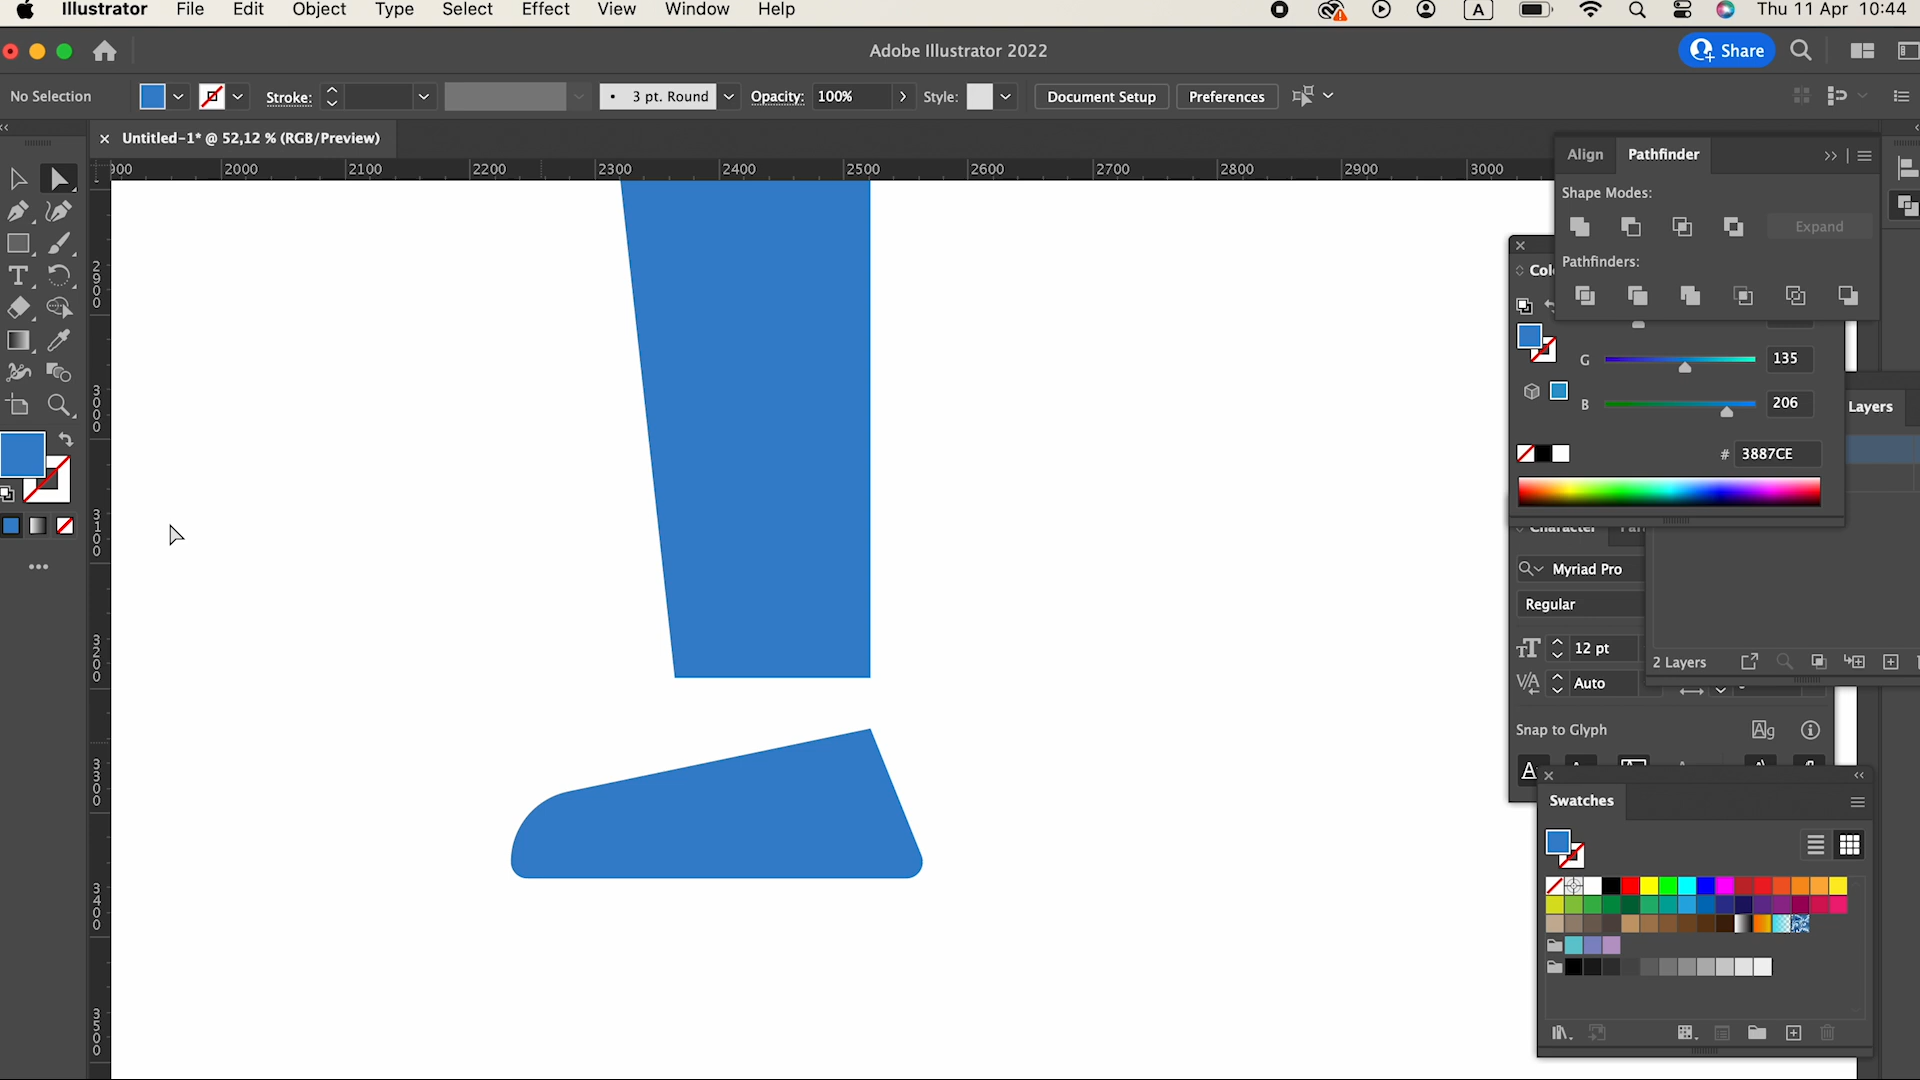 Illustrator File Edit Object Type Select Effect View Window Help A Thu 11 Apr 10:44
Adobe Illustrator 2022 Share
No Selection Stroke: 3 pt. Round Opacity: 100% Style: Document Setup Preferences
Untitled-1* @ 52,12 % (RGB/Preview)
2000 2100 2200 2300 2400 2500 2600 2700 2800 2900 3000
2900
3000
3100
3200
3300
3400
3500
Align Pathfinder
Shape Modes:
Expand
Pathfinders:
G 135
B 206
# 3887CE
Layers
Character
Myriad Pro
Regular
12 pt
2 Layers
Auto
Snap to Glyph
Swatches